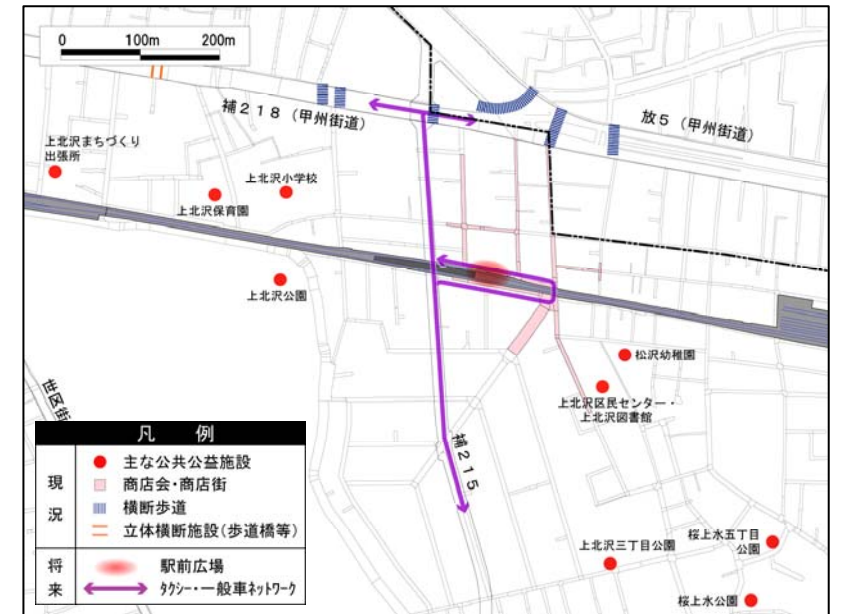 0 100m 200m
補218（甲州街道）
放5（甲州街道）
上北沢まちづくり
出張所
上北沢小学校
上北沢保育園
上北沢公園
松沢幼稚園
上北沢区民センター・
上北沢図書館
世区街
補215
上北沢三丁目公園
桜上水五丁目
公園
桜上水公園
凡 例
現況
主な公共公益施設
商店会・商店街
横断歩道
立体横断施設(歩道橋等)
将来
駅前広場
タクシー・一般車ネットワーク